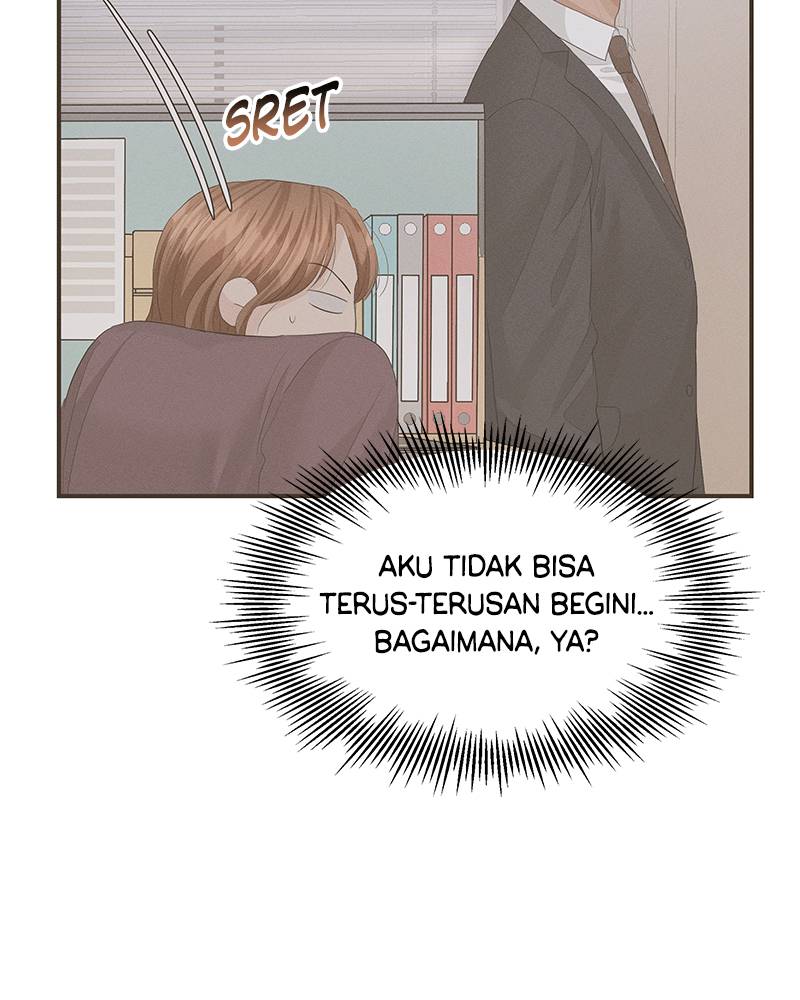 SRET
AKU TIDAK BISA
TERUS-TERUSAN BEGINI...
BAGAIMANA, YA?